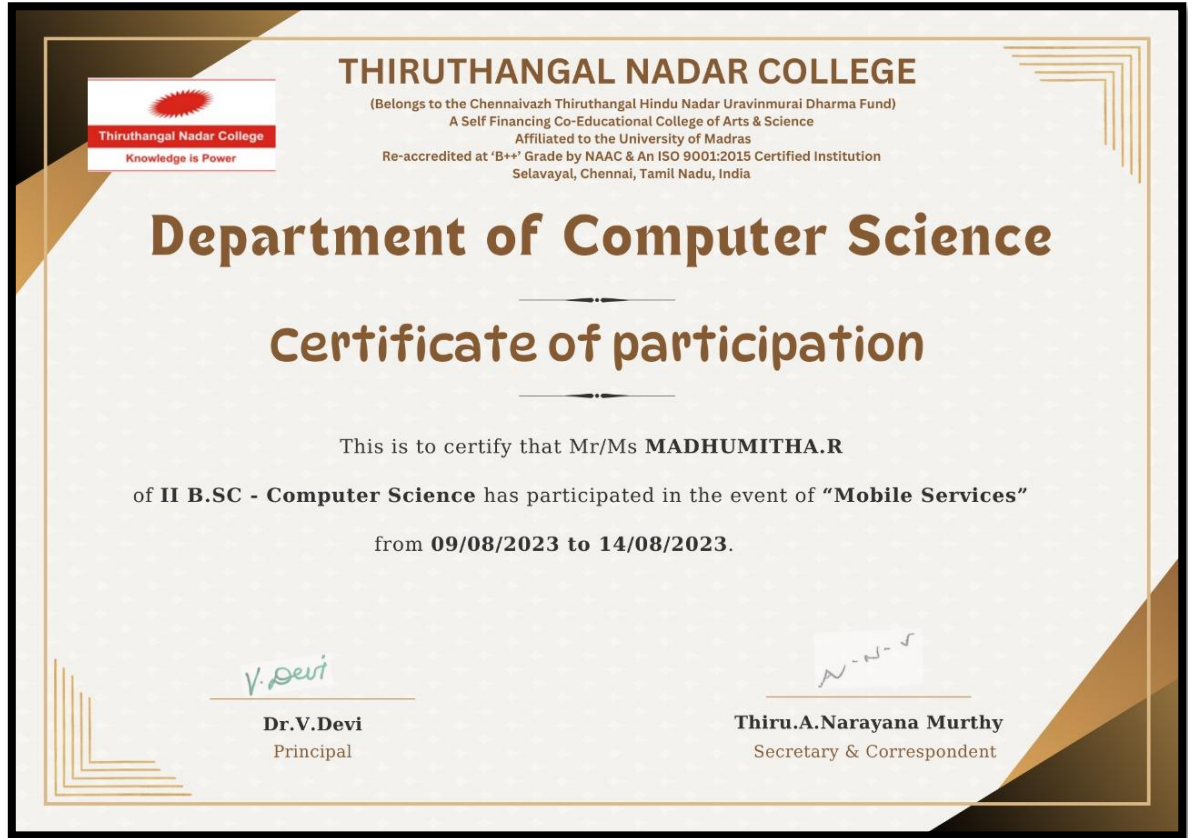 THIRUTHANGAL NADAR COLLEGE
(Belongs to the Chennaivazh Thiruthangal Hindu Nadar Uravinmurai Dharma Fund)
A Self Financing Co-Educational College of Arts & Science
Affiliated to the University of Madras
Re-accredited at ‘B++’ Grade by NAAC & An ISO 9001:2015 Certified Institution
Selavayal, Chennai, Tamil Nadu, India
Thiruthangal Nadar College
Knowledge is Power
Department of Computer Science
Certificate of participation
This is to certify that Mr/Ms MADHUMITHA.R
of II B.SC - Computer Science has participated in the event of “Mobile Services”
from 09/08/2023 to 14/08/2023.
V. Devi
A-N-V
Dr.V.Devi
Principal
Thiru.A.Narayana Murthy
Secretary & Correspondent